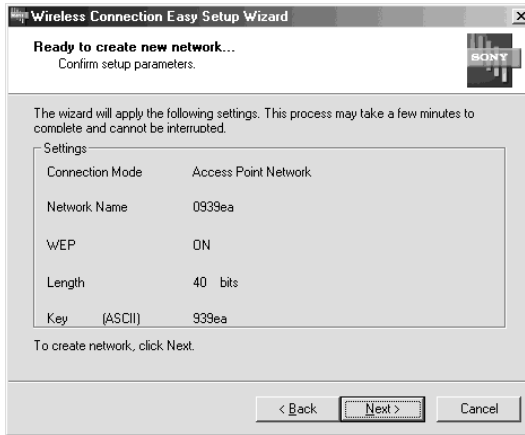 Wireless Connection Easy Setup Wizard
Ready to create new network...
Confirm setup parameters.
SONY
The wizard will apply the following settings. This process may take a few minutes to
complete and cannot be interrupted.
Settings
Connection Mode Access Point Network
Network Name 0939ea
WEP ON
Length 40 bits
Key (ASCII) 939ea
To create network, click Next.
< Back Next > Cancel